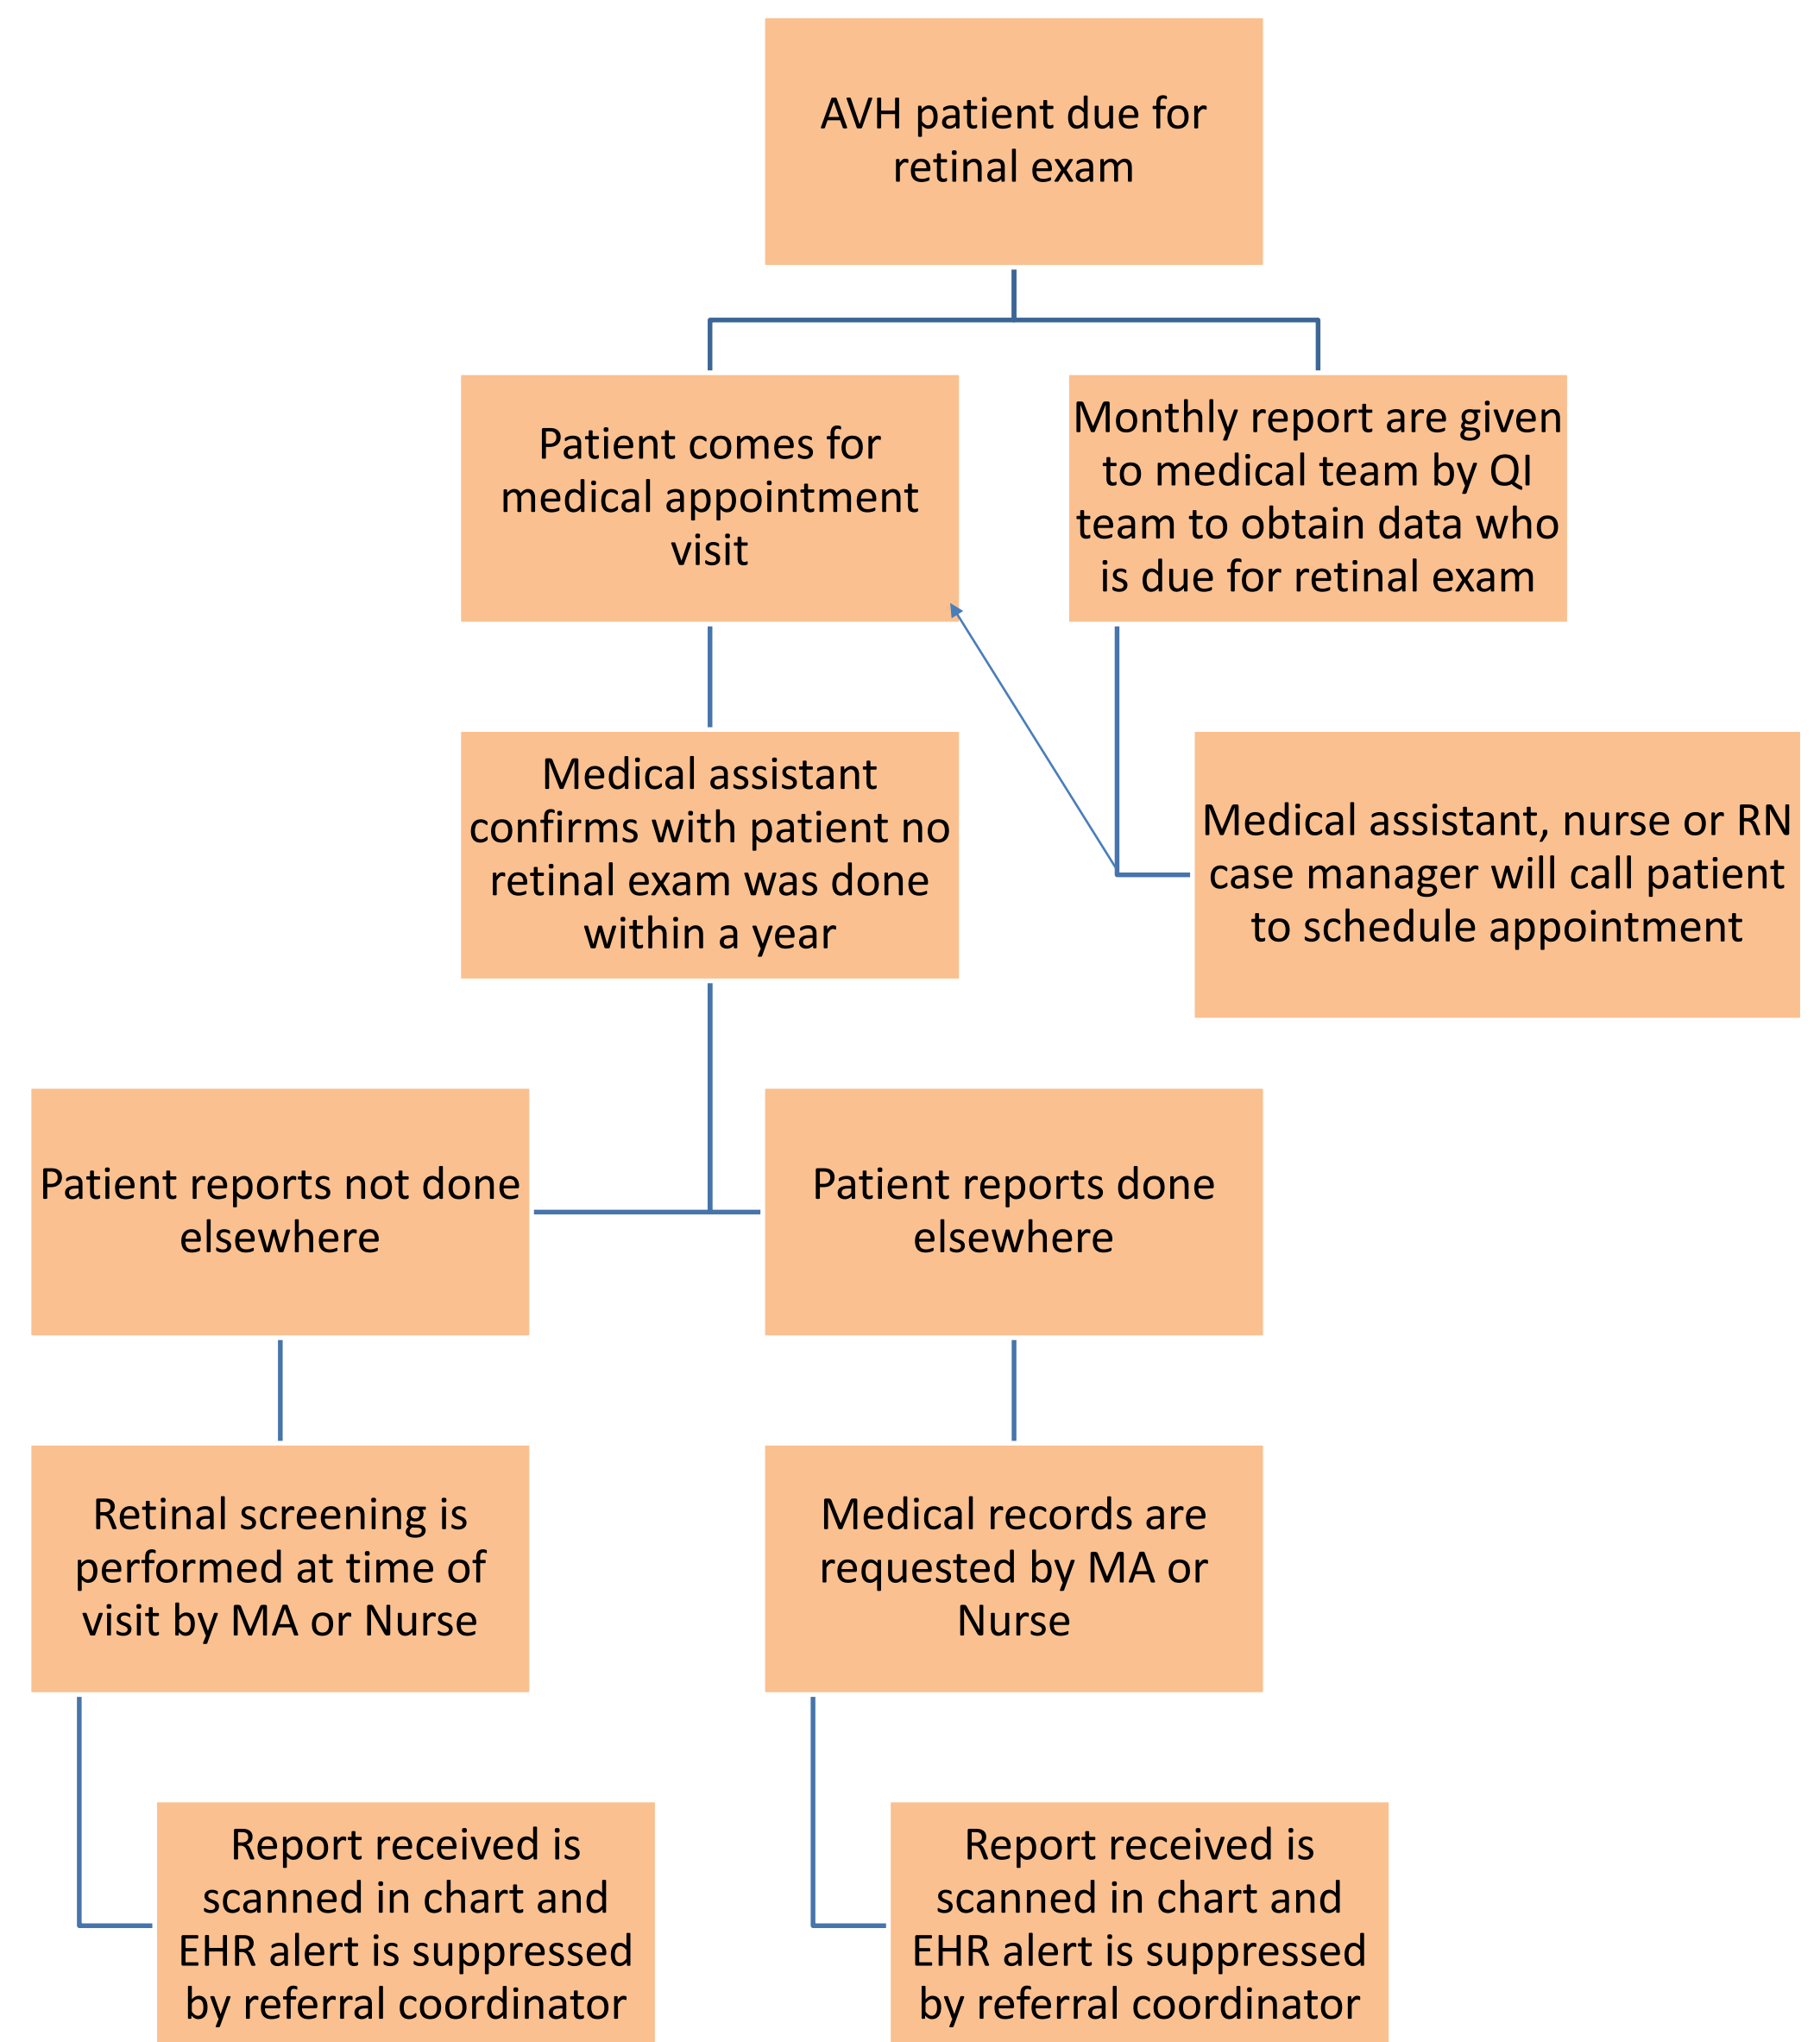 AVH patient due for
retinal exam
Patient comes for
medical appointment
visit
Monthly report are given
to medical team by QI
team to obtain data who
is due for retinal exam
Medical assistant
confirms with patient no
retinal exam was done
within a year
Medical assistant, nurse or RN
case manager will call patient
to schedule appointment
Patient reports not done
elsewhere
Patient reports done
elsewhere
Retinal screening is
performed at time of
visit by MA or Nurse
Medical records are
requested by MA or
Nurse
Report received is
scanned in chart and
EHR alert is suppressed
by referral coordinator
Report received is
scanned in chart and
EHR alert is suppressed
by referral coordinator